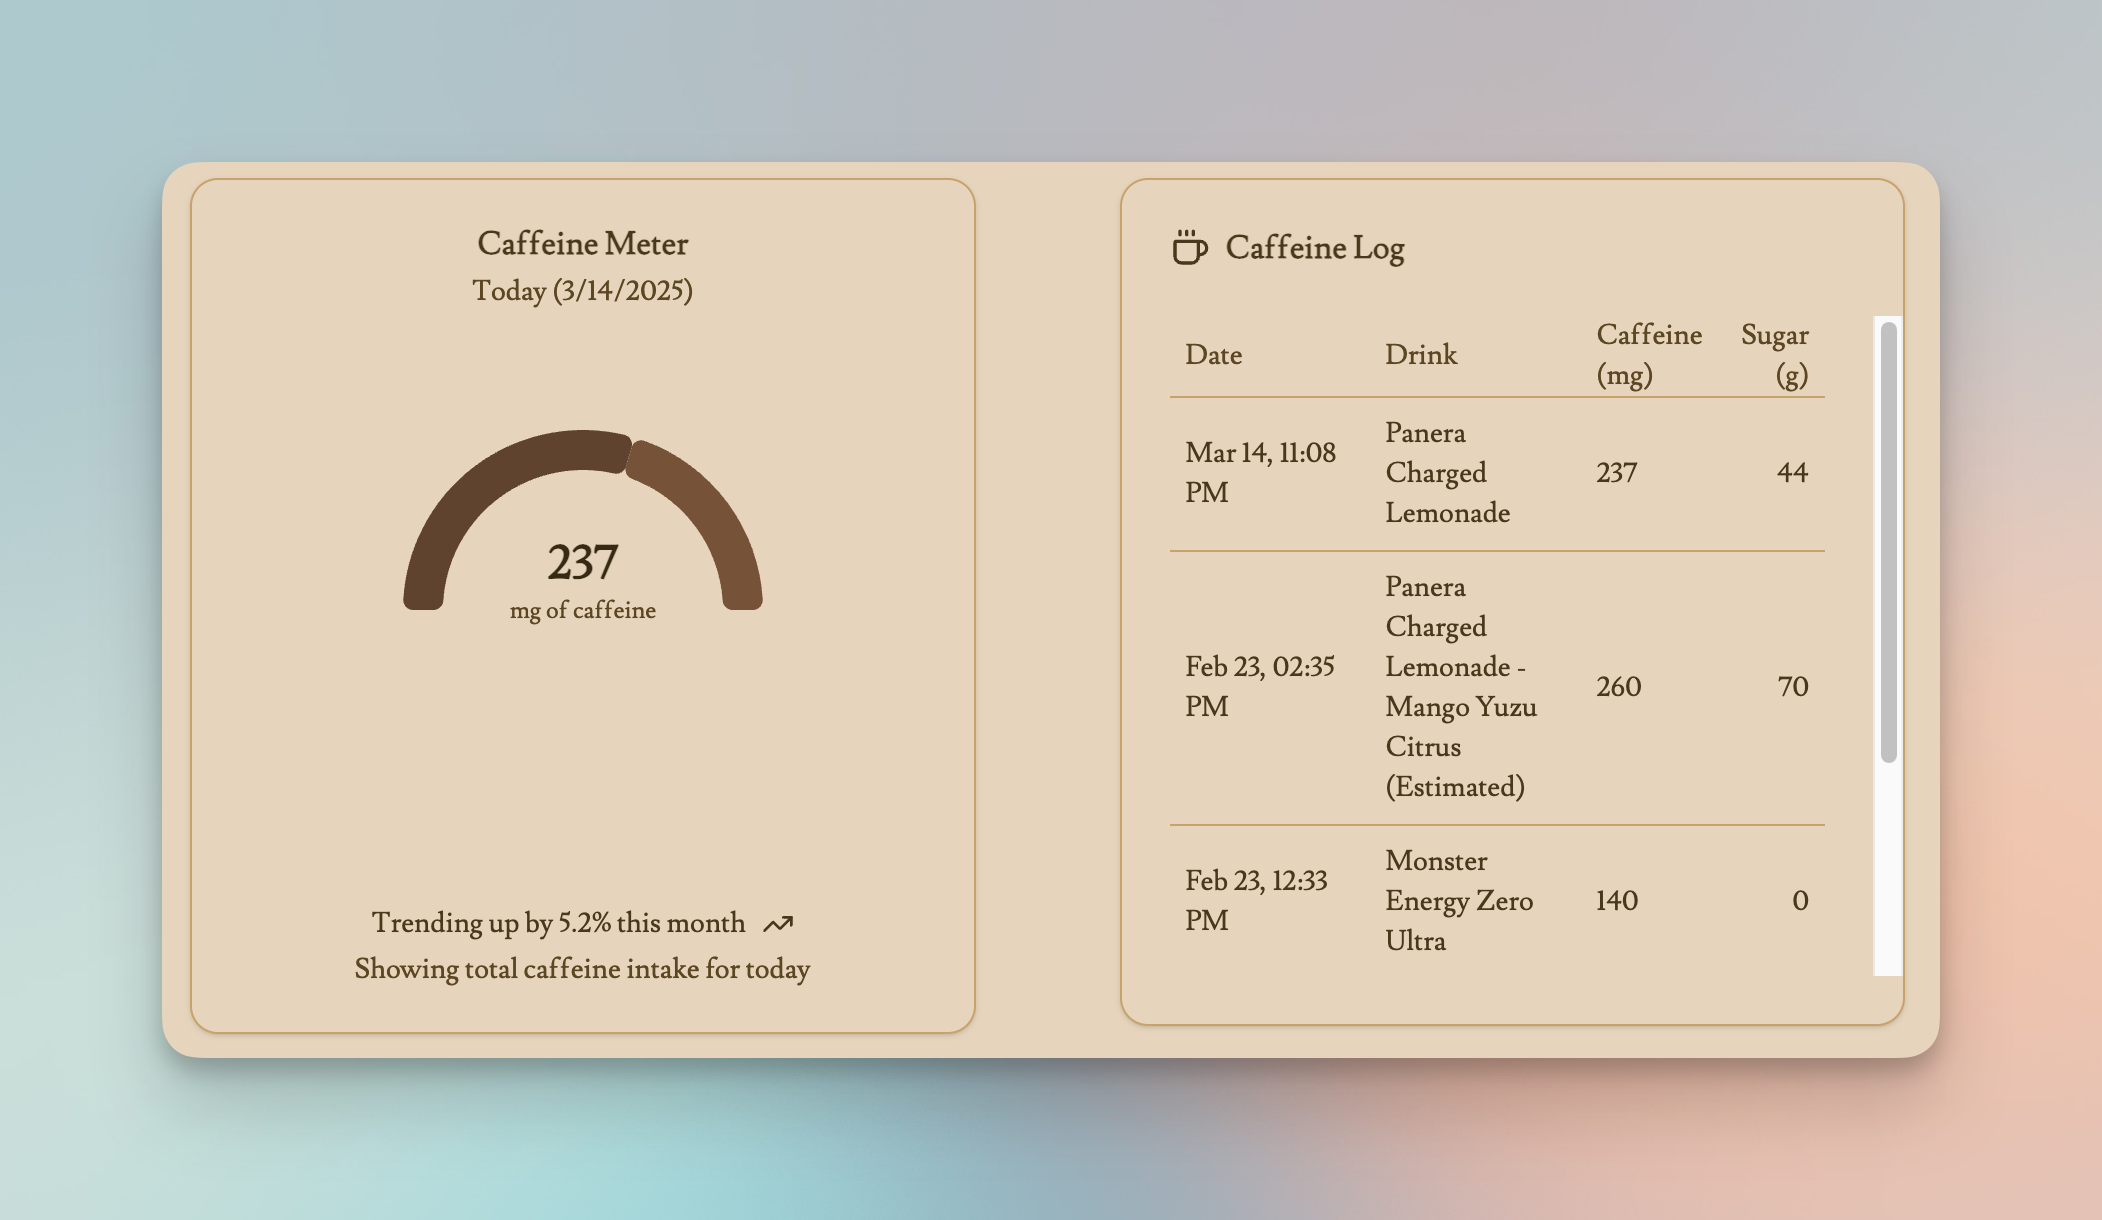 Caffeine Meter
Today (3/14/2025)
237
mg of caffeine
Trending up by 5.2% this month
Showing total caffeine intake for today
Caffeine Log
Date Drink Caffeine (mg) Sugar (g)
Mar 14, 11:08 PM Panera Charged Lemonade 237 44
Feb 23, 02:35 PM Panera Charged Lemonade - Mango Yuzu Citrus (Estimated) 260 70
Feb 23, 12:33 PM Monster Energy Zero Ultra 140 0